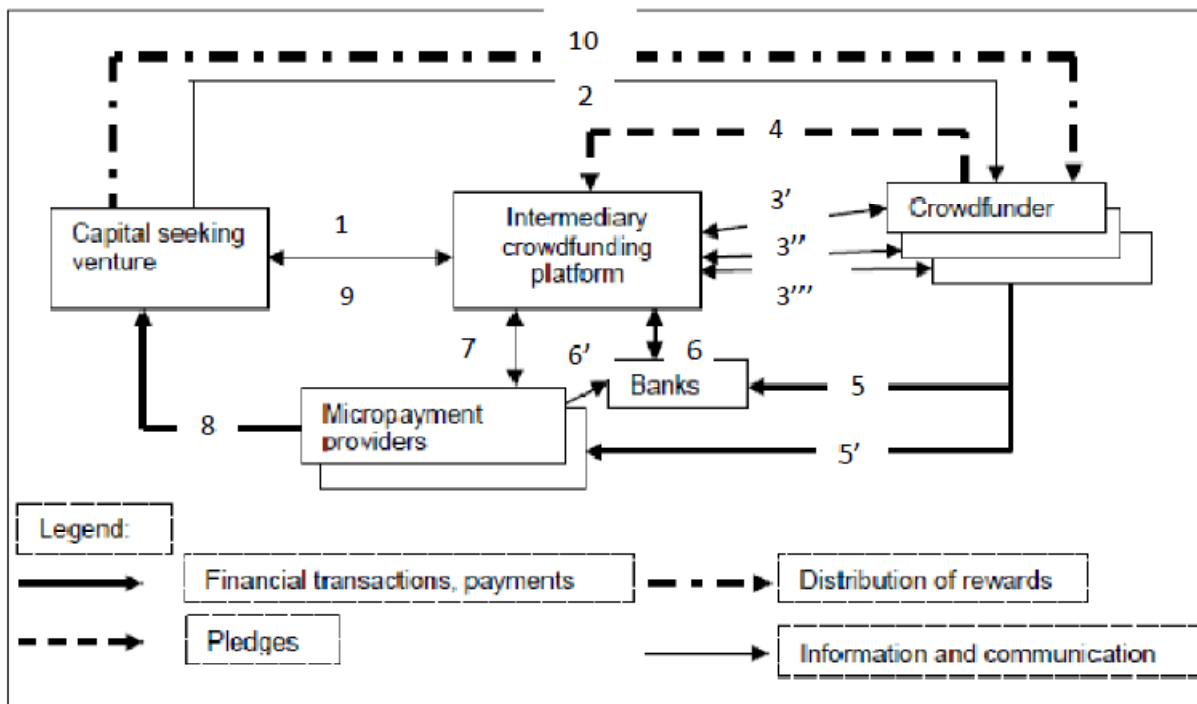 10
2
4
Capital seeking
venture
1
9
Intermediary
crowdfunding
platform
3'
3''
3'''
Crowdfunder
7
6'
6
Banks
5
Micropayment
providers
8
5'
Legend:
Financial transactions, payments
Distribution of rewards
Pledges
Information and communication